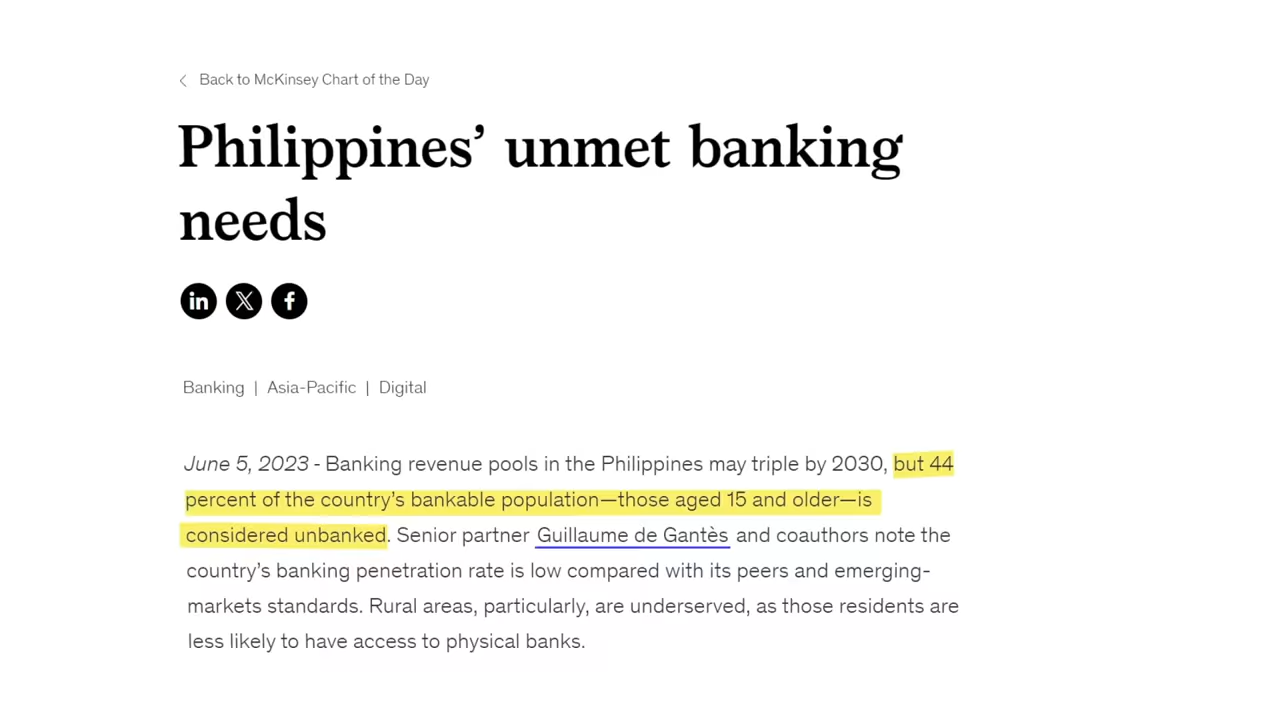 Back to McKinsey Chart of the Day
Philippines’ unmet banking
needs
in X f
Banking | Asia-Pacific | Digital
June 5, 2023 - Banking revenue pools in the Philippines may triple by 2030, but 44
percent of the country’s bankable population—those aged 15 and older—is
considered unbanked. Senior partner Guillaume de Gantès and coauthors note the
country’s banking penetration rate is low compared with its peers and emerging-
markets standards. Rural areas, particularly, are underserved, as those residents are
less likely to have access to physical banks.